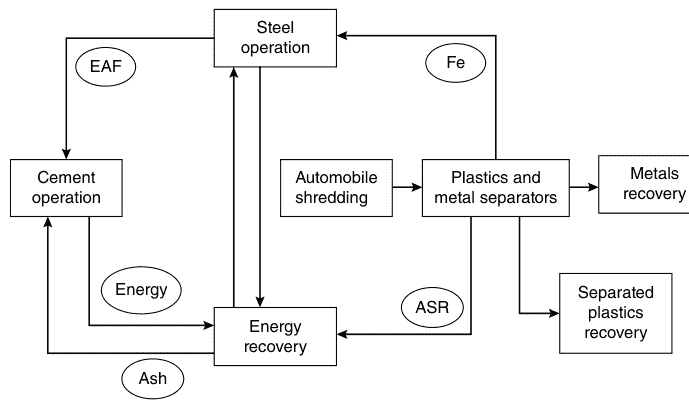 Steel
operation
EAF
Fe
Cement
operation
Automobile
shredding
Plastics and
metal separators
Metals
recovery
Energy
ASR
Separated
plastics
recovery
Energy
recovery
Ash